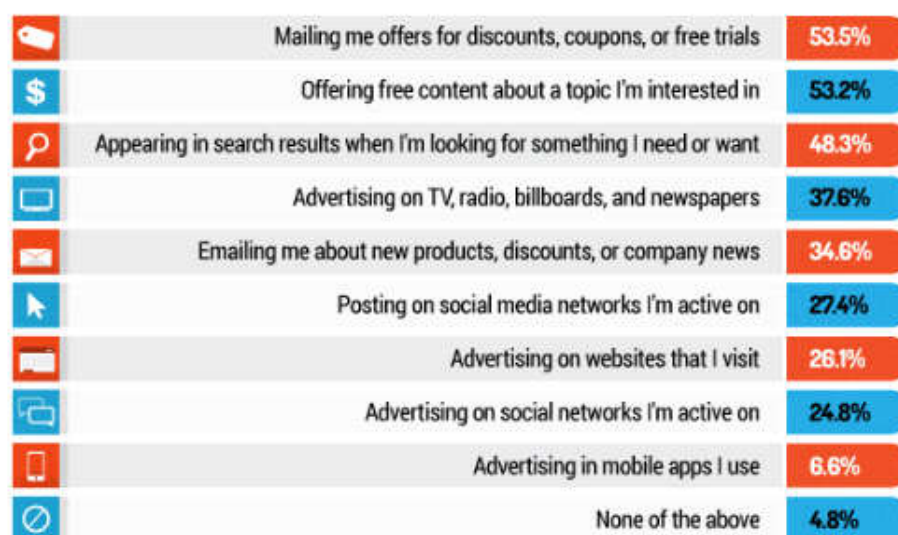 Mailing me offers for discounts, coupons, or free trials 53.5%
$ Offering free content about a topic I'm interested in 53.2%
Appearing in search results when I'm looking for something I need or want 48.3%
Advertising on TV, radio, billboards, and newspapers 37.6%
Emailing me about new products, discounts, or company news 34.6%
Posting on social media networks I'm active on 27.4%
Advertising on websites that I visit 26.1%
Advertising on social networks I'm active on 24.8%
Advertising in mobile apps I use 6.6%
None of the above 4.8%